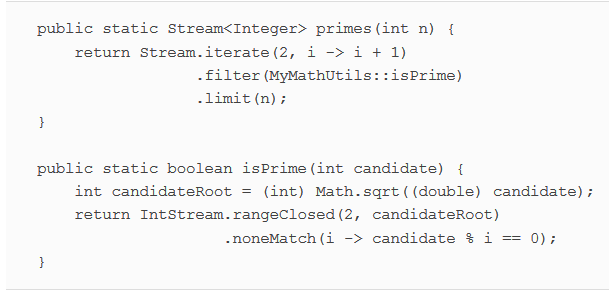 public static Stream<Integer> primes(int n) {
    return Stream.iterate(2, i -> i + 1)
                 .filter(MyMathUtils::isPrime)
                 .limit(n);
}

public static boolean isPrime(int candidate) {
    int candidateRoot = (int) Math.sqrt((double) candidate);
    return IntStream.rangeClosed(2, candidateRoot)
                    .noneMatch(i -> candidate % i == 0);
}